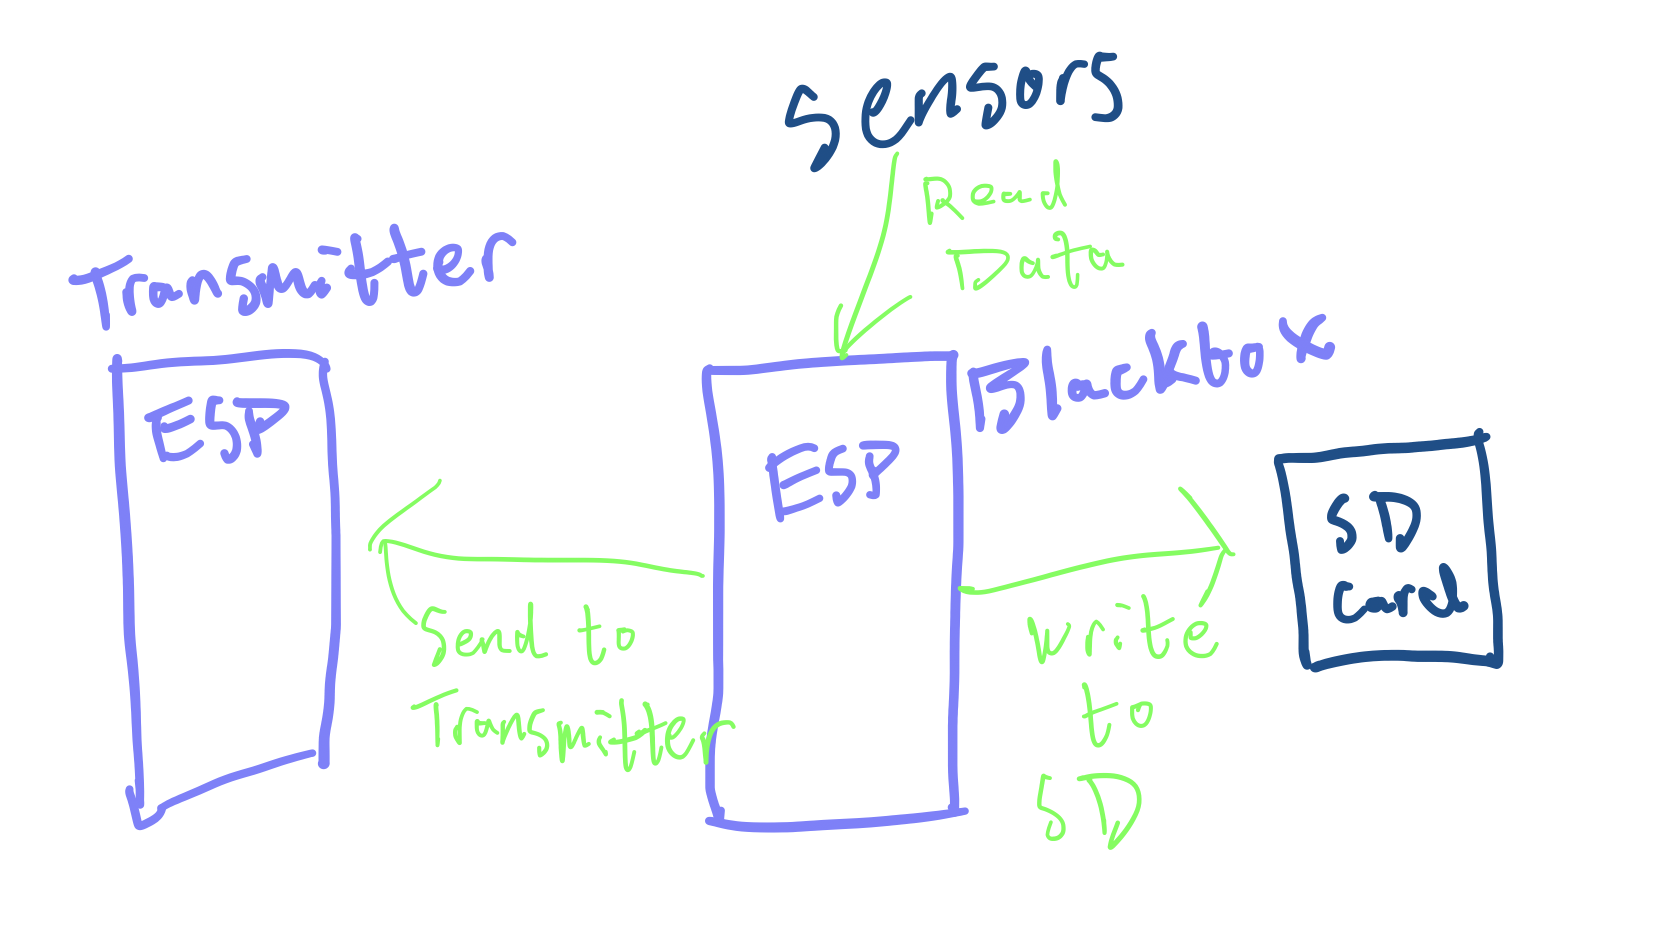 Sensors
Read
Data
Transmitter
Blackbox
ESP
ESP
SD
card
Send to
Transmitter
write
to
SD